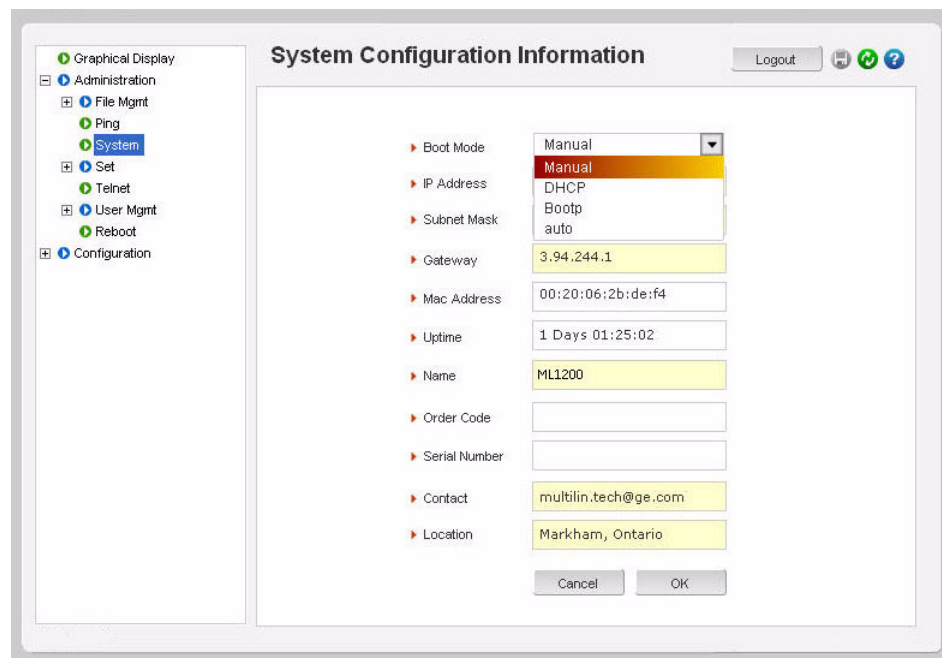 Graphical Display
Administration
File Mgmt
Ping
System
Set
Telnet
User Mgmt
Reboot
Configuration
System Configuration Information
Logout
Boot Mode Manual
Manual
DHCP
Bootp
auto
IP Address
Subnet Mask
Gateway 3.94.244.1
Mac Address 00:20:06:2b:de:f4
Uptime 1 Days 01:25:02
Name ML1200
Order Code
Serial Number
Contact multilin.tech@ge.com
Location Markham, Ontario
Cancel OK